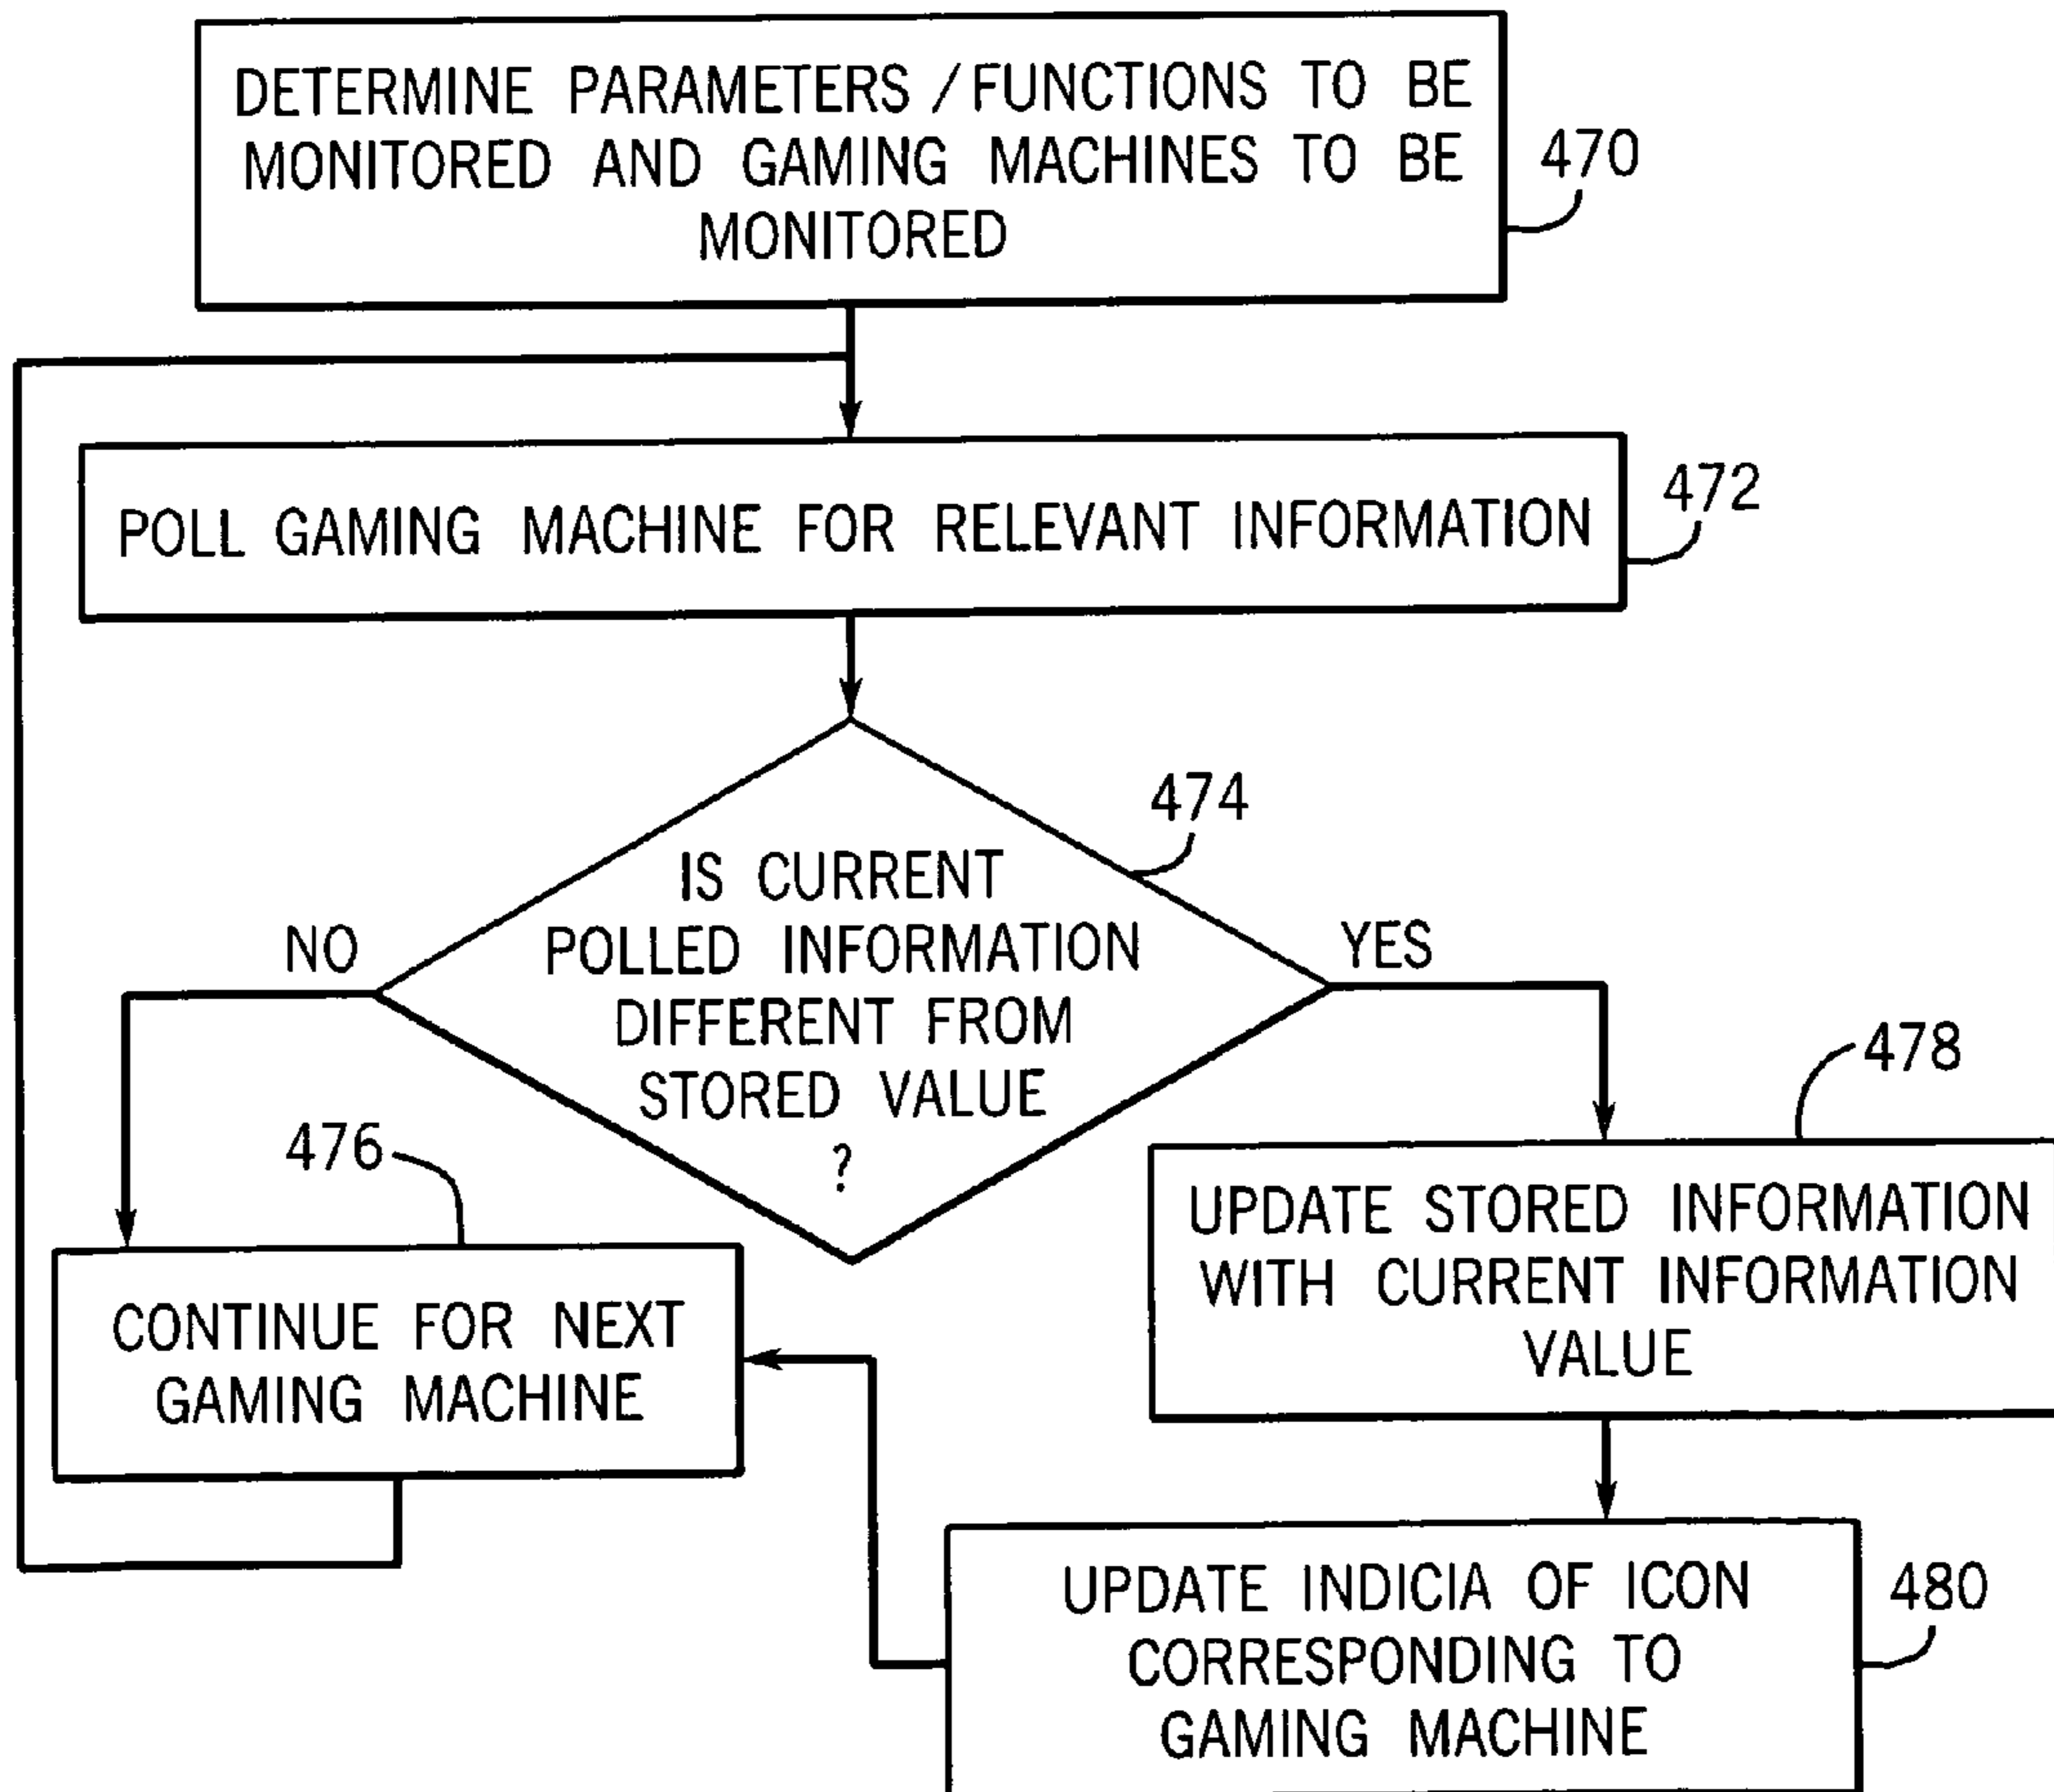 DETERMINE PARAMETERS / FUNCTIONS TO BE
MONITORED AND GAMING MACHINES TO BE
MONITORED
470
POLL GAMING MACHINE FOR RELEVANT INFORMATION
472
474
IS CURRENT
POLLED INFORMATION
DIFFERENT FROM
STORED VALUE
?
NO
YES
476
CONTINUE FOR NEXT
GAMING MACHINE
478
UPDATE STORED INFORMATION
WITH CURRENT INFORMATION
VALUE
480
UPDATE INDICIA OF ICON
CORRESPONDING TO
GAMING MACHINE